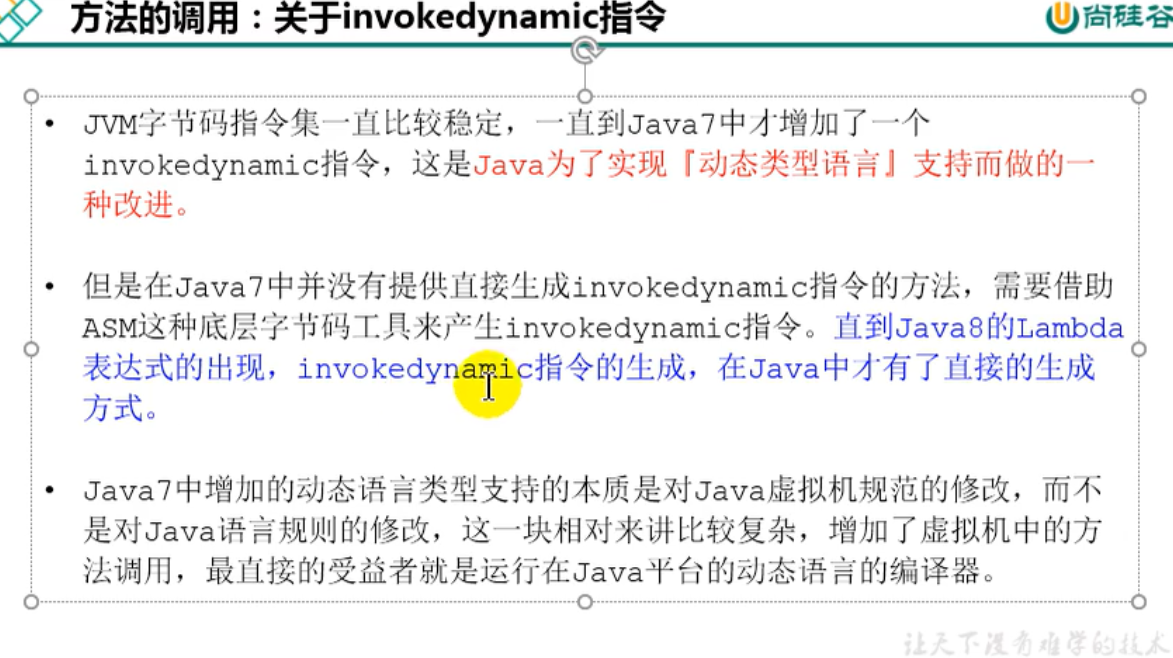 方法的调用：关于invokedynamic指令
尚硅谷
• JVM字节码指令集一直比较稳定，一直到Java7中才增加了一个
invokedynamic指令，这是Java为了实现『动态类型语言』支持而做的一
种改进。
• 但是在Java7中并没有提供直接生成invokedynamic指令的方法，需要借助
ASM这种底层字节码工具来产生invokedynamic指令。直到Java8的Lambda
表达式的出现，invokedynamic指令的生成，在Java中才有了直接的生成
方式。
• Java7中增加的动态语言类型支持的本质是对Java虚拟机规范的修改，而不
是对Java语言规则的修改，这一块相对来讲比较复杂，增加了虚拟机中的方
法调用，最直接的受益者就是运行在Java平台的动态语言的编译器。
让天下没有难学的技术